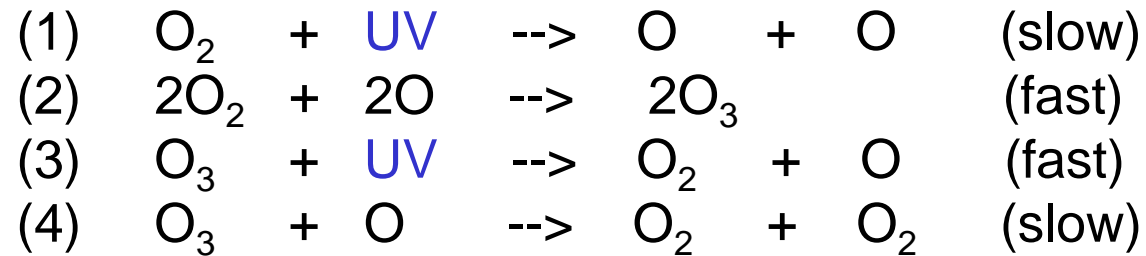 (1) O₂ + UV --> O + O (slow)
(2) 2O₂ + 2O --> 2O₃ (fast)
(3) O₃ + UV --> O₂ + O (fast)
(4) O₃ + O --> O₂ + O₂ (slow)